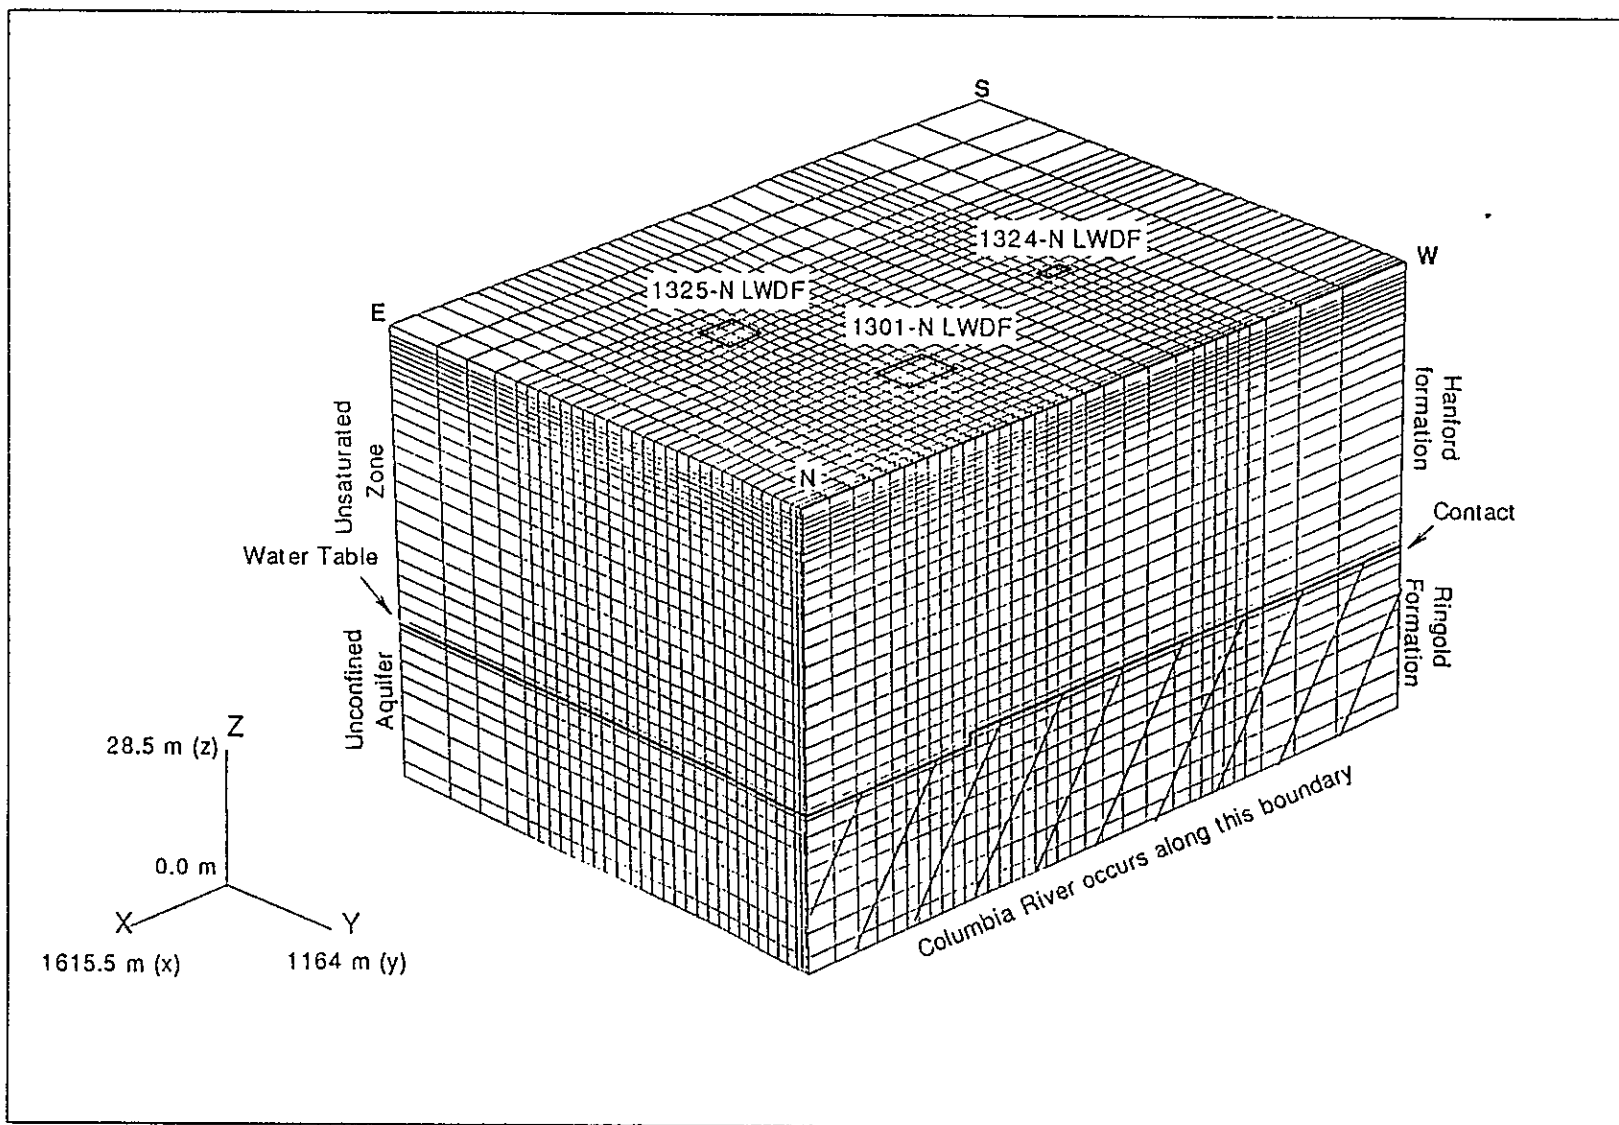 S
1324-N LWDF
W
1325-N LWDF
E
1301-N LWDF
Hanford
formation
Unsaturated
Zone
N
Contact
Water Table
Ringold
Formation
Unconfined
Aquifer
Z
28.5 m (z)
0.0 m
X
Y
1615.5 m (x)
1164 m (y)
Columbia River occurs along this boundary